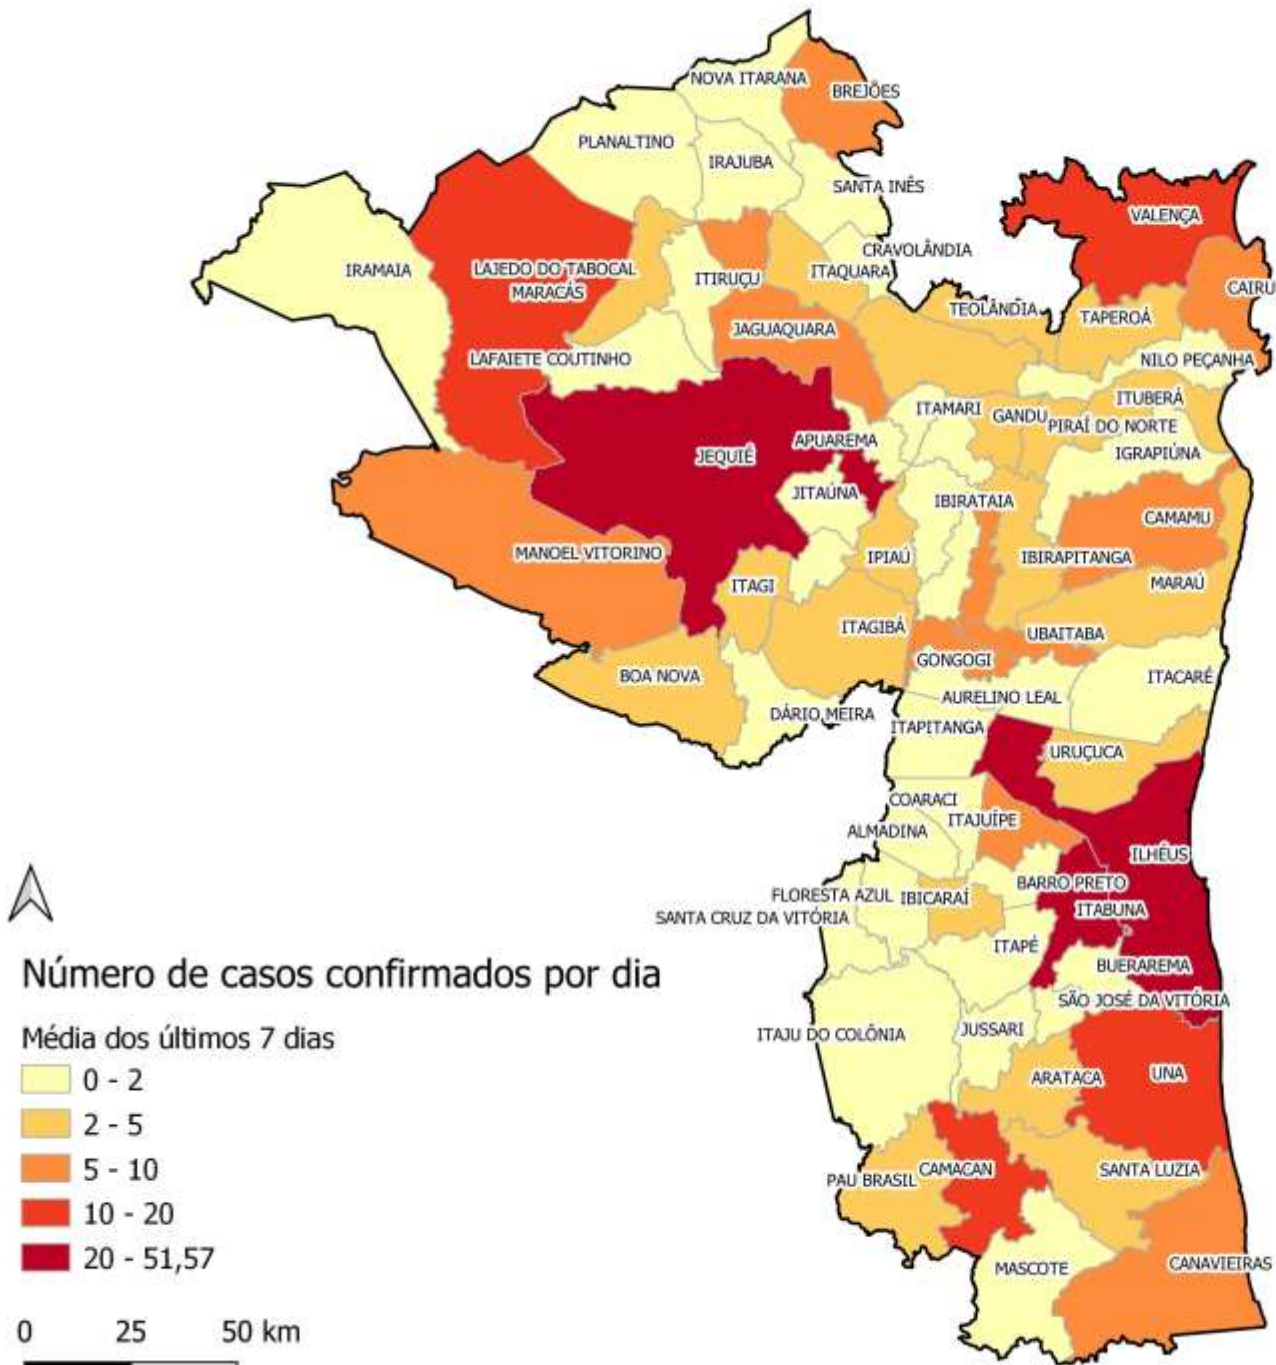 NOVA ITARANA
BREJÕES
PLANALTINO
IRAJUBA
SANTA INÊS
VALENÇA
CRAVOLÂNDIA
IRAMAIA
LAJEDO DO TABOCAL
ITIRUÇU
ITAQUARA
MARACÁS
CAIRU
TEOLÂNDIA
TAPEROÁ
JAGUAQUARA
LAFAIETE COUTINHO
NILO PEÇANHA
ITUBERÁ
ITAMARI
GANDU
PIRAÍ DO NORTE
APUAREMA
IGRAPIÚNA
JEQUIÉ
JITAÚNA
IBIRATAIA
CAMAMU
MANOEL VITORINO
IPIAÚ
IBIRAPITANGA
MARAÚ
ITAGI
ITAGIBÁ
UBAITABA
GONGOGI
BOA NOVA
ITACARÉ
AURELINO LEAL
DÁRIO MEIRA
ITAPITANGA
URUÇUCA
COARACI
ITAJUÍPE
ALMADINA
ILHÉUS
BARRO PRETO
FLORESTA AZUL
IBICARAÍ
ITABUNA
SANTA CRUZ DA VITÓRIA
ITAPÉ
BUERAREMA
SÃO JOSÉ DA VITÓRIA
ITAJU DO COLÔNIA
JUSSARI
ARATACA
UNA
CAMACAN
SANTA LUZIA
PAU BRASIL
MASCOTE
CANAVIEIRAS
Número de casos confirmados por dia
Média dos últimos 7 dias
0 - 2
2 - 5
5 - 10
10 - 20
20 - 51,57
0 25 50 km